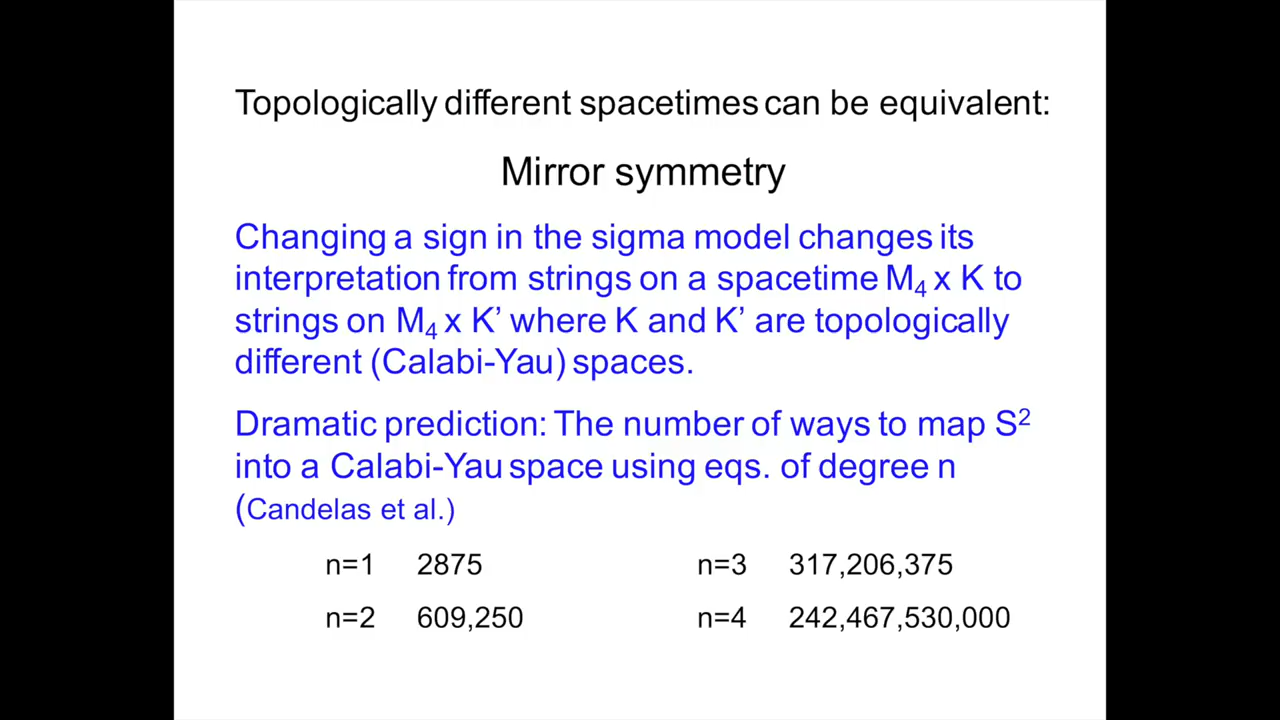 Topologically different spacetimes can be equivalent:
Mirror symmetry
Changing a sign in the sigma model changes its
interpretation from strings on a spacetime M₄ x K to
strings on M₄ x K’ where K and K’ are topologically
different (Calabi-Yau) spaces.
Dramatic prediction: The number of ways to map S²
into a Calabi-Yau space using eqs. of degree n
(Candelas et al.)
n=1 2875 n=3 317,206,375
n=2 609,250 n=4 242,467,530,000